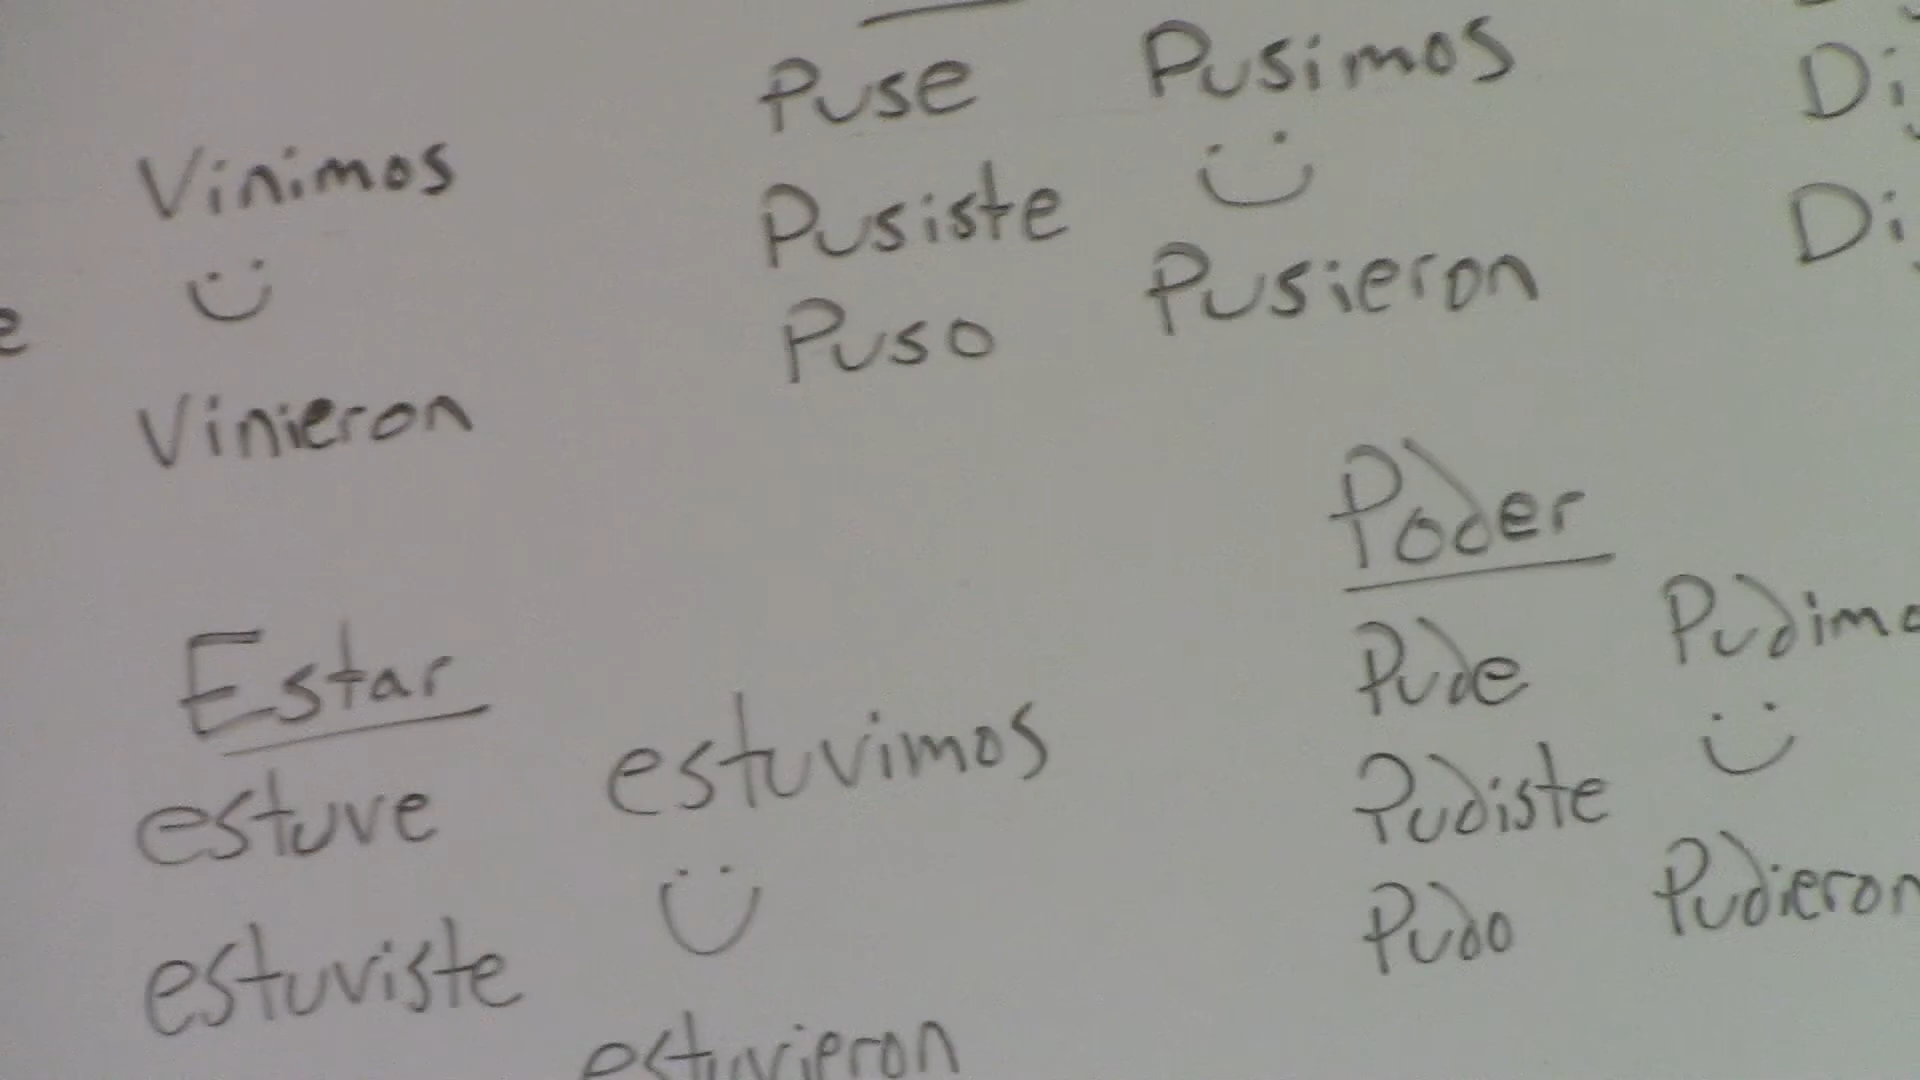 Vinimos
Vinieron
Puse Pusimos
Pusiste
Puso Pusieron
Estar
estuve estuvimos
estuviste
estuvieron
Poder
Pude
Pudiste
Pudo Pudieron